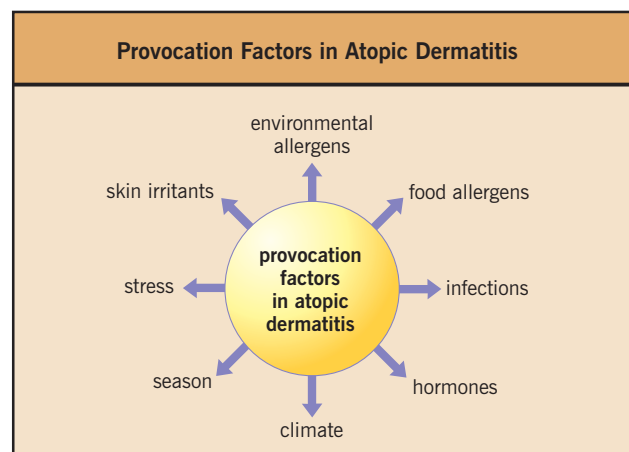 Provocation Factors in Atopic Dermatitis
environmental
allergens
food allergens
infections
hormones
climate
season
stress
skin irritants
provocation
factors
in atopic
dermatitis